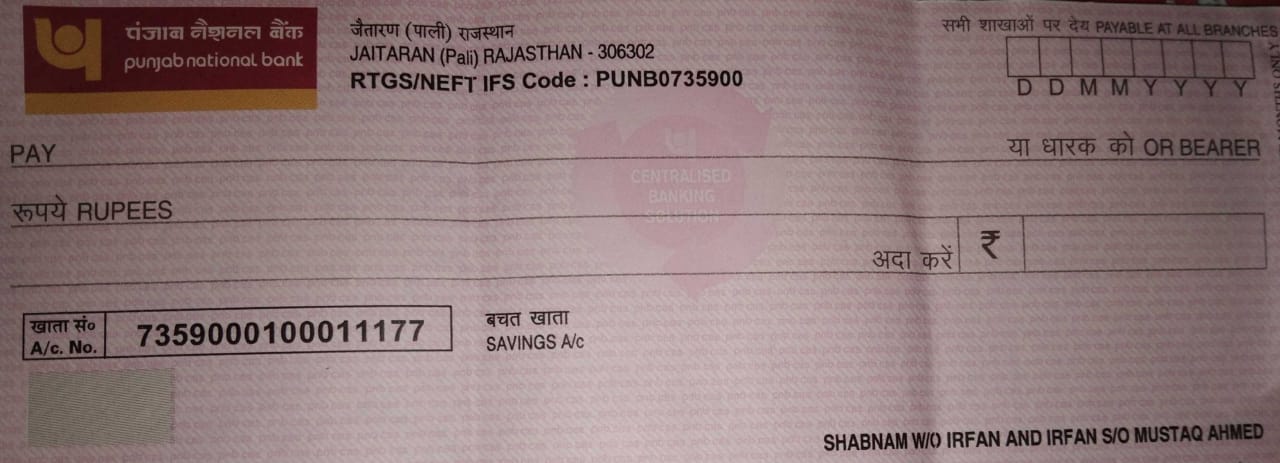 पंजाब नैशनल बैंक
punjab national bank
जैतारण (पाली) राजस्थान
JAITARAN (Pali) RAJASTHAN - 306302
RTGS/NEFT IFS Code : PUNB0735900
सभी शाखाओं पर देय PAYABLE AT ALL BRANCHES
D D M M Y Y Y Y
PAY
या धारक को OR BEARER
CENTRALISED
BANKING
SOLUTION
रूपये RUPEES
अदा करें ₹
खाता सं० 7359000100011177
A/c. No.
बचत खाता
SAVINGS A/c
SHABNAM W/O IRFAN AND IRFAN S/O MUSTAQ AHMED